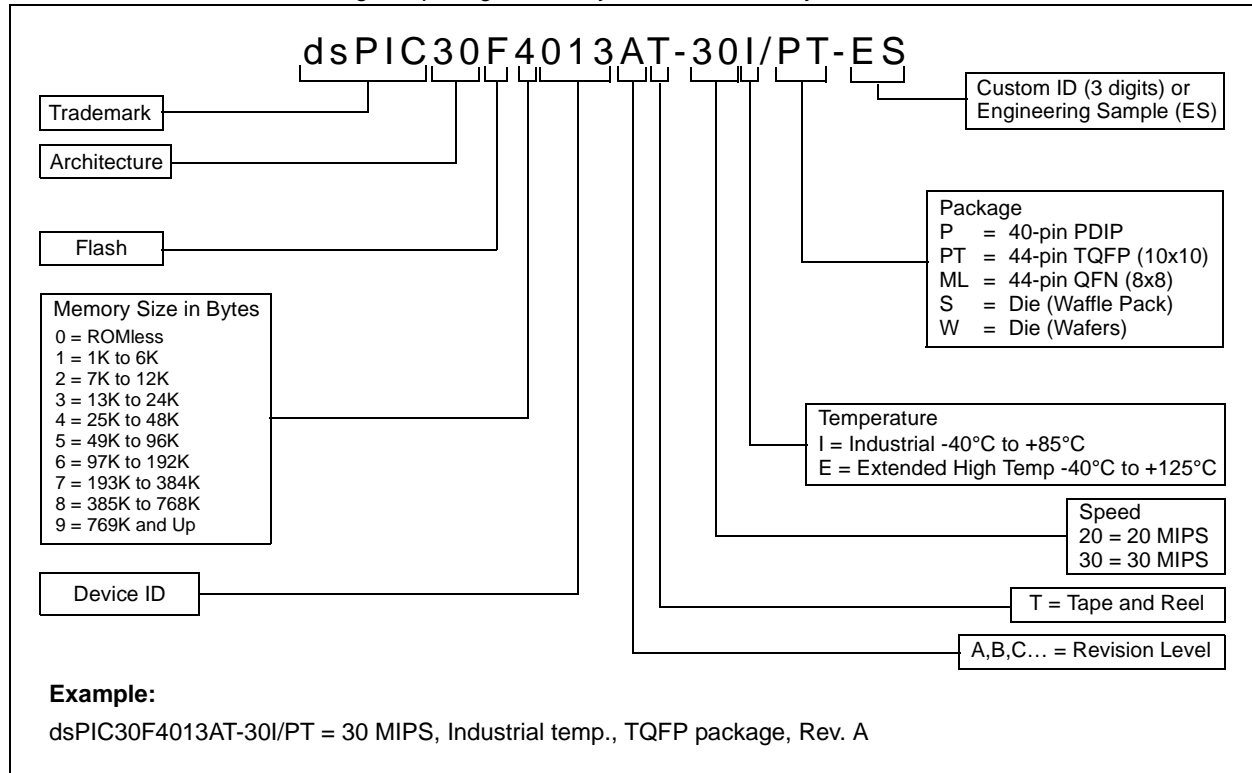 dsPIC30F4013AT-30I/PT-ES
Trademark
Architecture
Flash
Memory Size in Bytes
0 = ROMless
1 = 1K to 6K
2 = 7K to 12K
3 = 13K to 24K
4 = 25K to 48K
5 = 49K to 96K
6 = 97K to 192K
7 = 193K to 384K
8 = 385K to 768K
9 = 769K and Up
Device ID
Custom ID (3 digits) or
Engineering Sample (ES)
Package
P = 40-pin PDIP
PT = 44-pin TQFP (10x10)
ML = 44-pin QFN (8x8)
S = Die (Waffle Pack)
W = Die (Wafers)
Temperature
I = Industrial -40°C to +85°C
E = Extended High Temp -40°C to +125°C
Speed
20 = 20 MIPS
30 = 30 MIPS
T = Tape and Reel
A,B,C… = Revision Level
Example:
dsPIC30F4013AT-30I/PT = 30 MIPS, Industrial temp., TQFP package, Rev. A